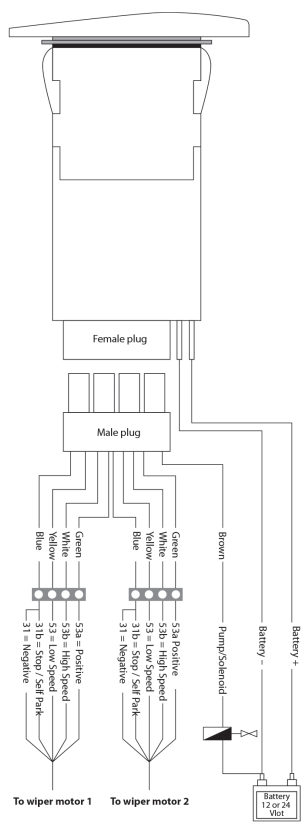 Female plug
Male plug
Blue
Yellow
White
Green
Blue
Yellow
White
Green
Brown
Battery –
Battery +
31 = Negative
31b = Stop / Self Park
53 = Low Speed
53b = High Speed
53a = Positive
31 = Negative
31b = Stop / Self Park
53 = Low Speed
53b = High Speed
53a Positive
Pump/Solenoid
Battery
12 or 24
Vlot
To wiper motor 1
To wiper motor 2